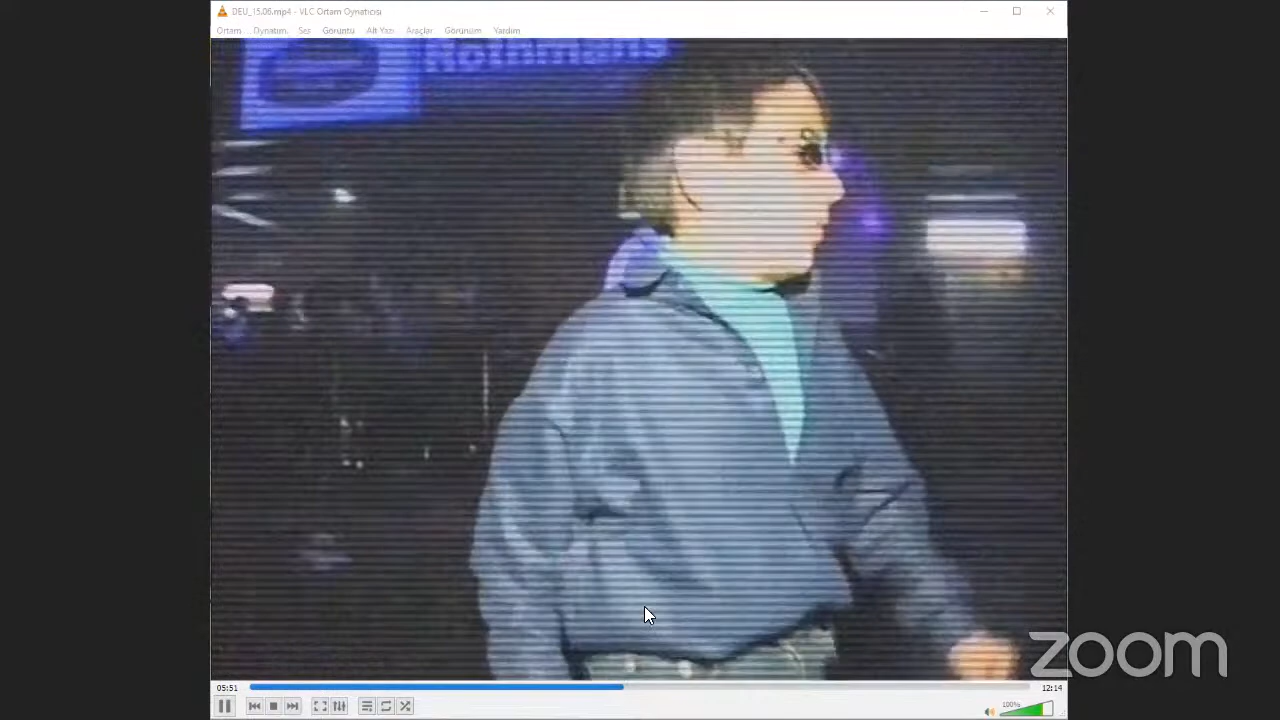 DEU_15.06.mp4 - VLC Ortam Oynatıcısı
Ortam Oynatım Ses Görüntü Alt Yazı Araçlar Görünüm Yardım
Rothmans
zoom
05:51 12:14
100%